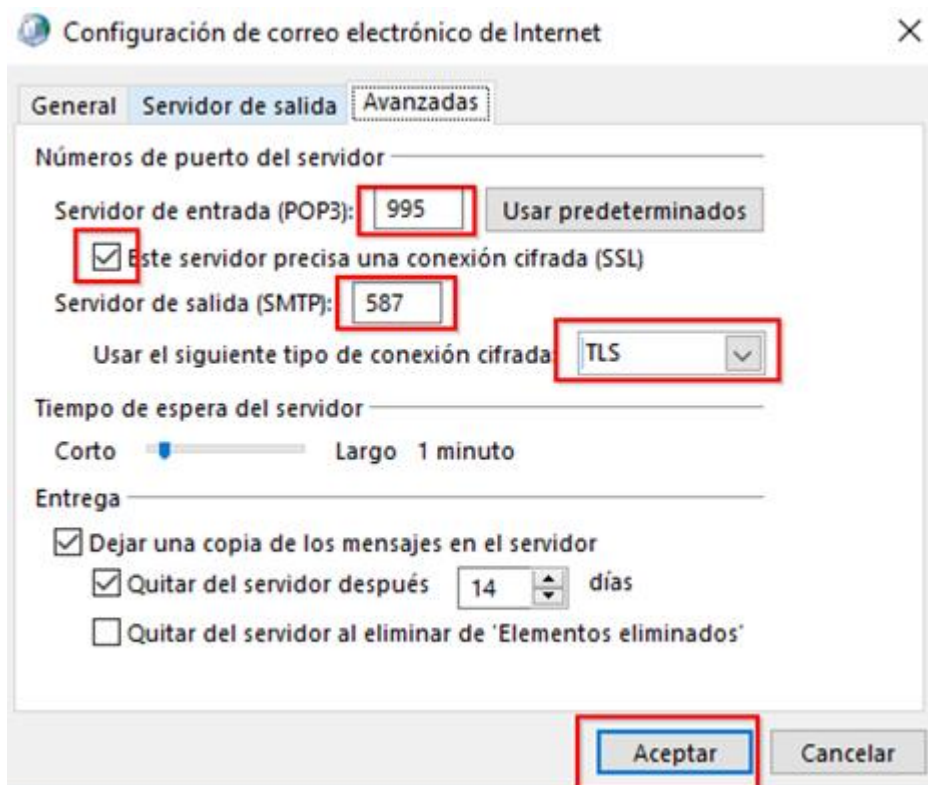 Configuración de correo electrónico de Internet
General Servidor de salida Avanzadas
Números de puerto del servidor
Servidor de entrada (POP3): 995 Usar predeterminados
Este servidor precisa una conexión cifrada (SSL)
Servidor de salida (SMTP): 587
Usar el siguiente tipo de conexión cifrada: TLS
Tiempo de espera del servidor
Corto Largo 1 minuto
Entrega
Dejar una copia de los mensajes en el servidor
Quitar del servidor después 14 días
Quitar del servidor al eliminar de 'Elementos eliminados'
Aceptar Cancelar